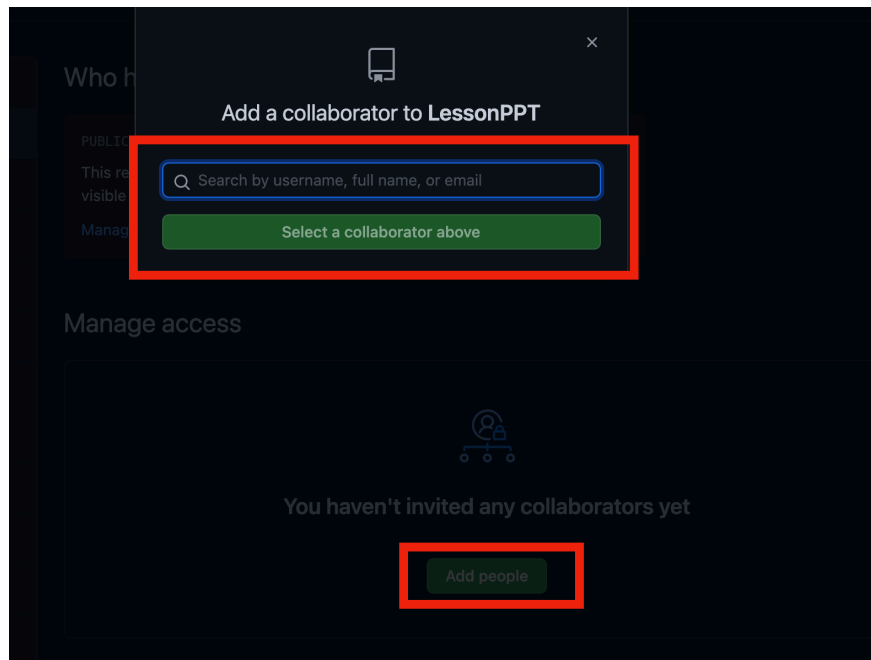 Who h
Add a collaborator to LessonPPT
PUBLIC
This re
visible
Manag
Search by username, full name, or email
Select a collaborator above
Manage access
You haven't invited any collaborators yet
Add people